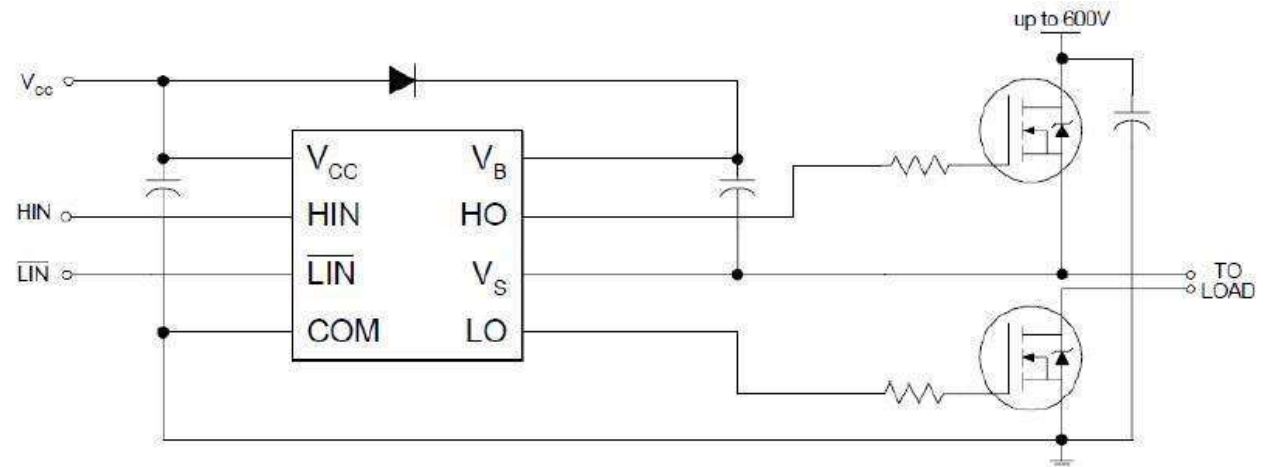 up to 600V
Vcc
VCC VB
HIN HIN HO
LIN LIN VS TO
LOAD
COM LO